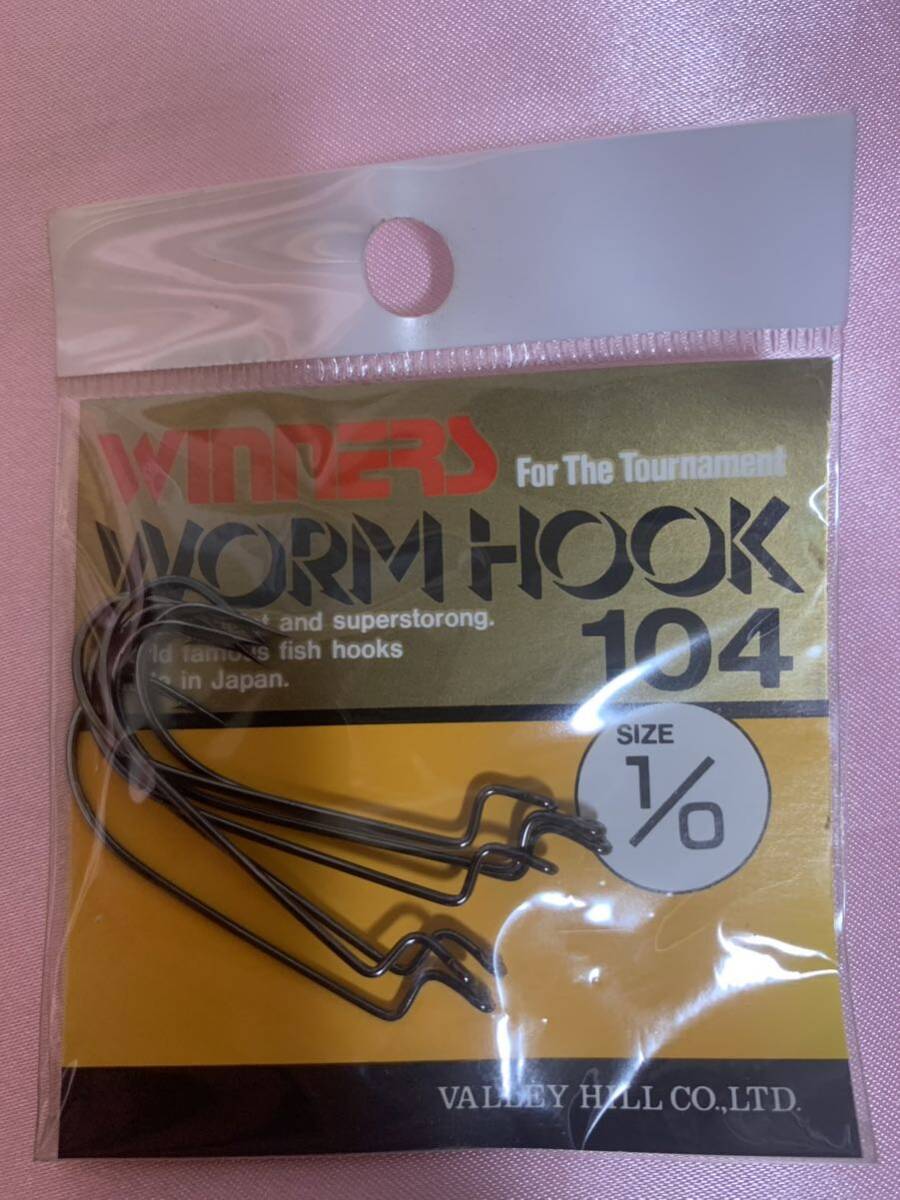 WINNERS For The Tournament
WORM HOOK
and superstorong.
famous fish hooks
in Japan.
104
SIZE
1/0
VALLEY HILL CO.,LTD.